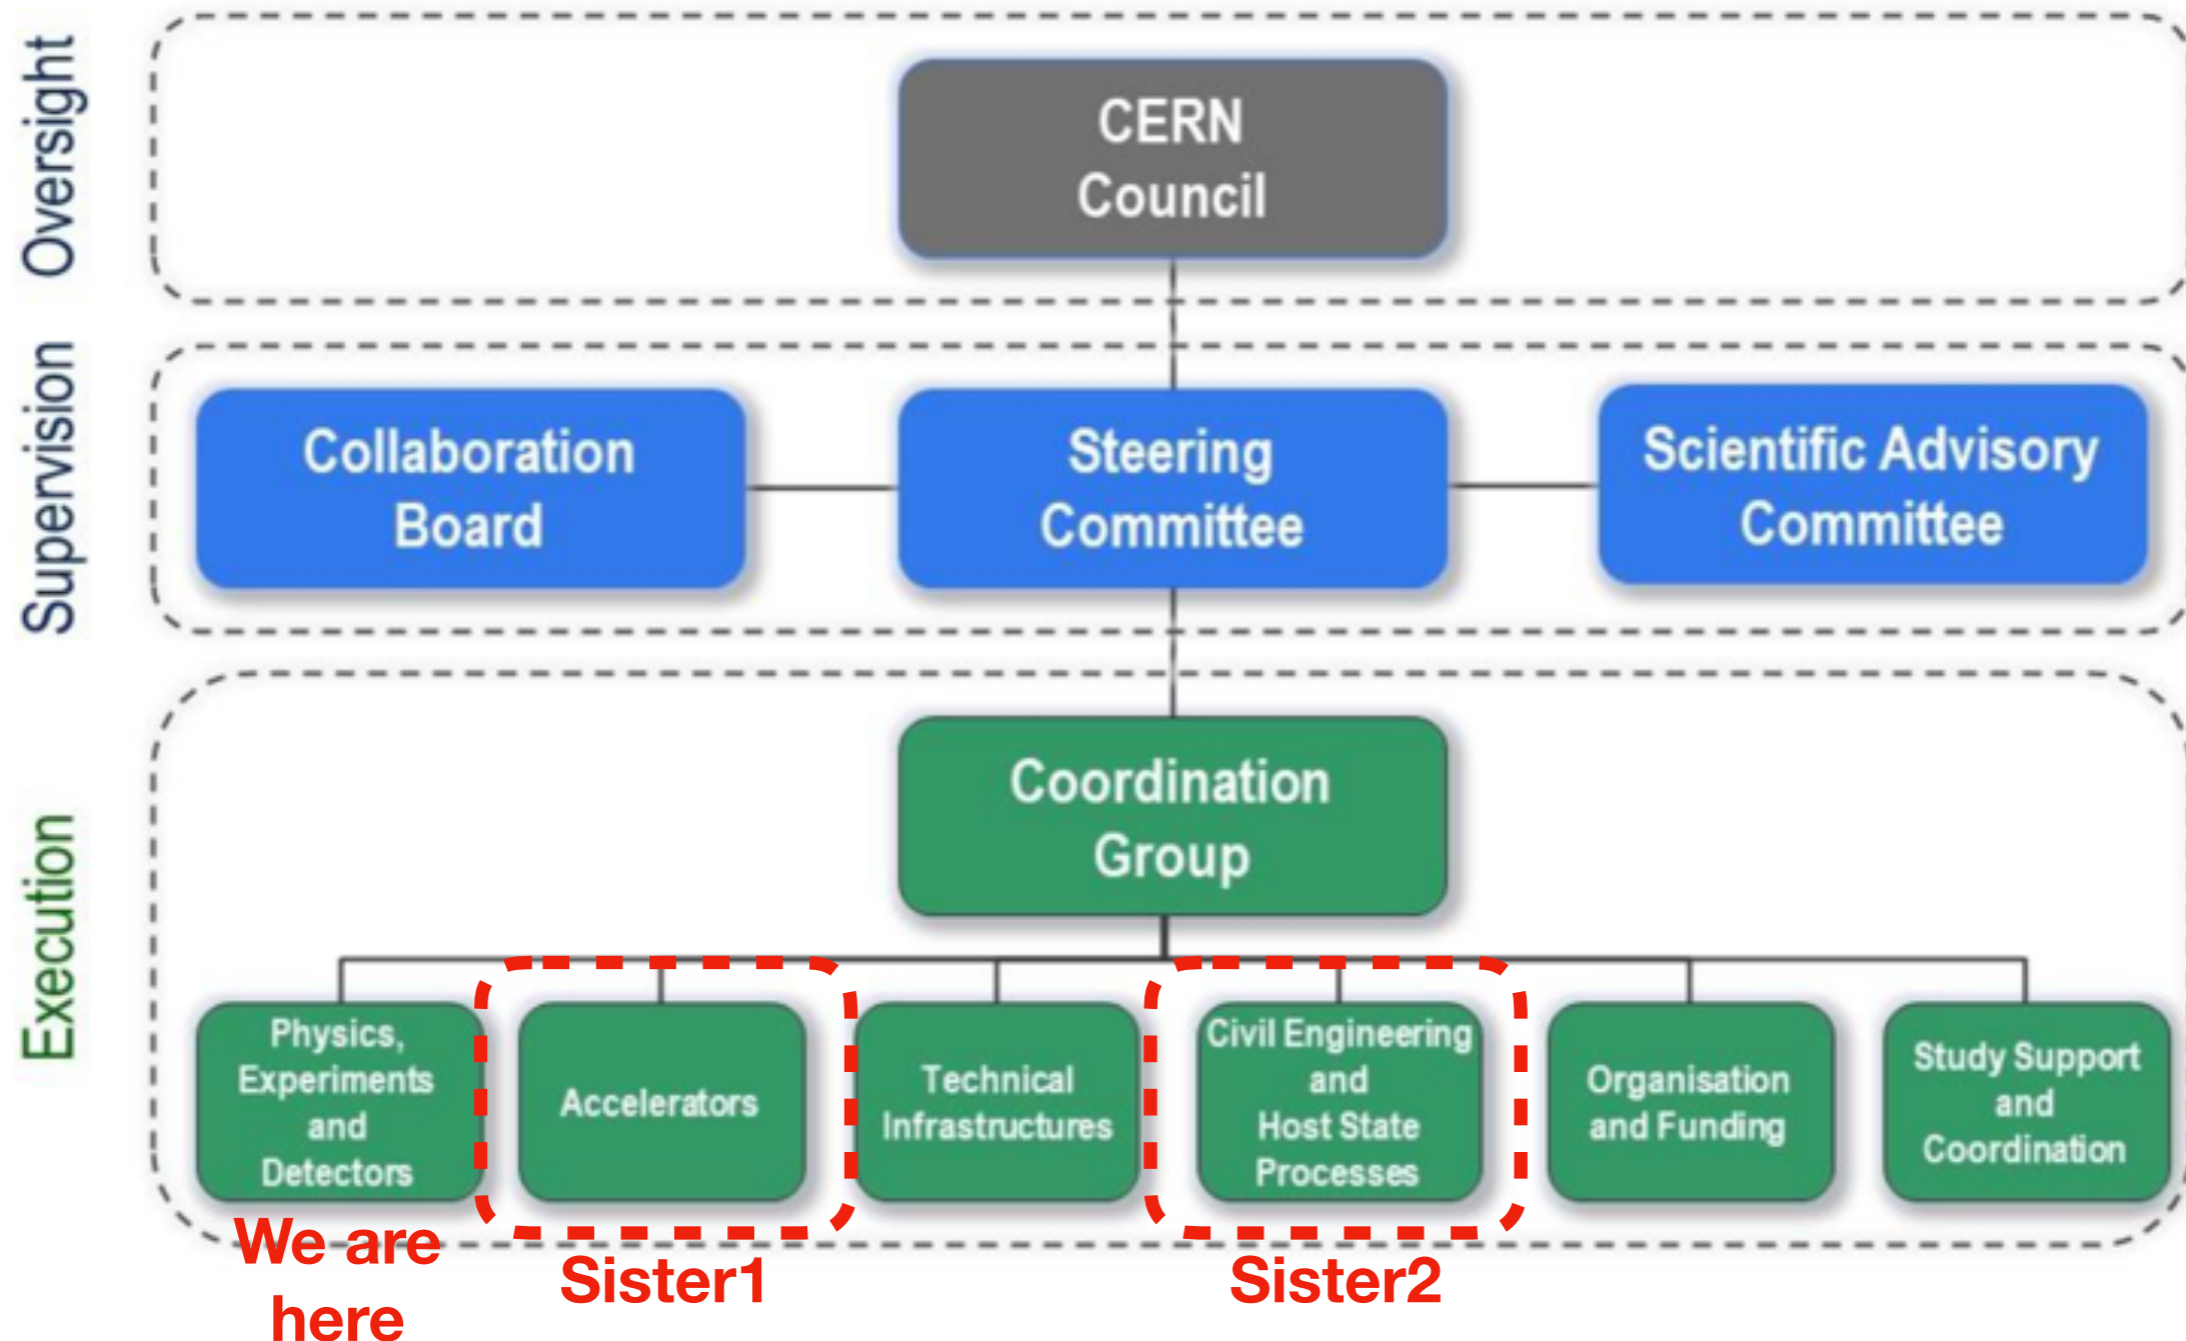 Oversight
CERN
Council
Supervision
Collaboration
Board
Steering
Committee
Scientific Advisory
Committee
Execution
Coordination
Group
Physics,
Experiments
and
Detectors
Accelerators
Technical
Infrastructures
Civil Engineering
and
Host State
Processes
Organisation
and Funding
Study Support
and
Coordination
We are
here
Sister1
Sister2